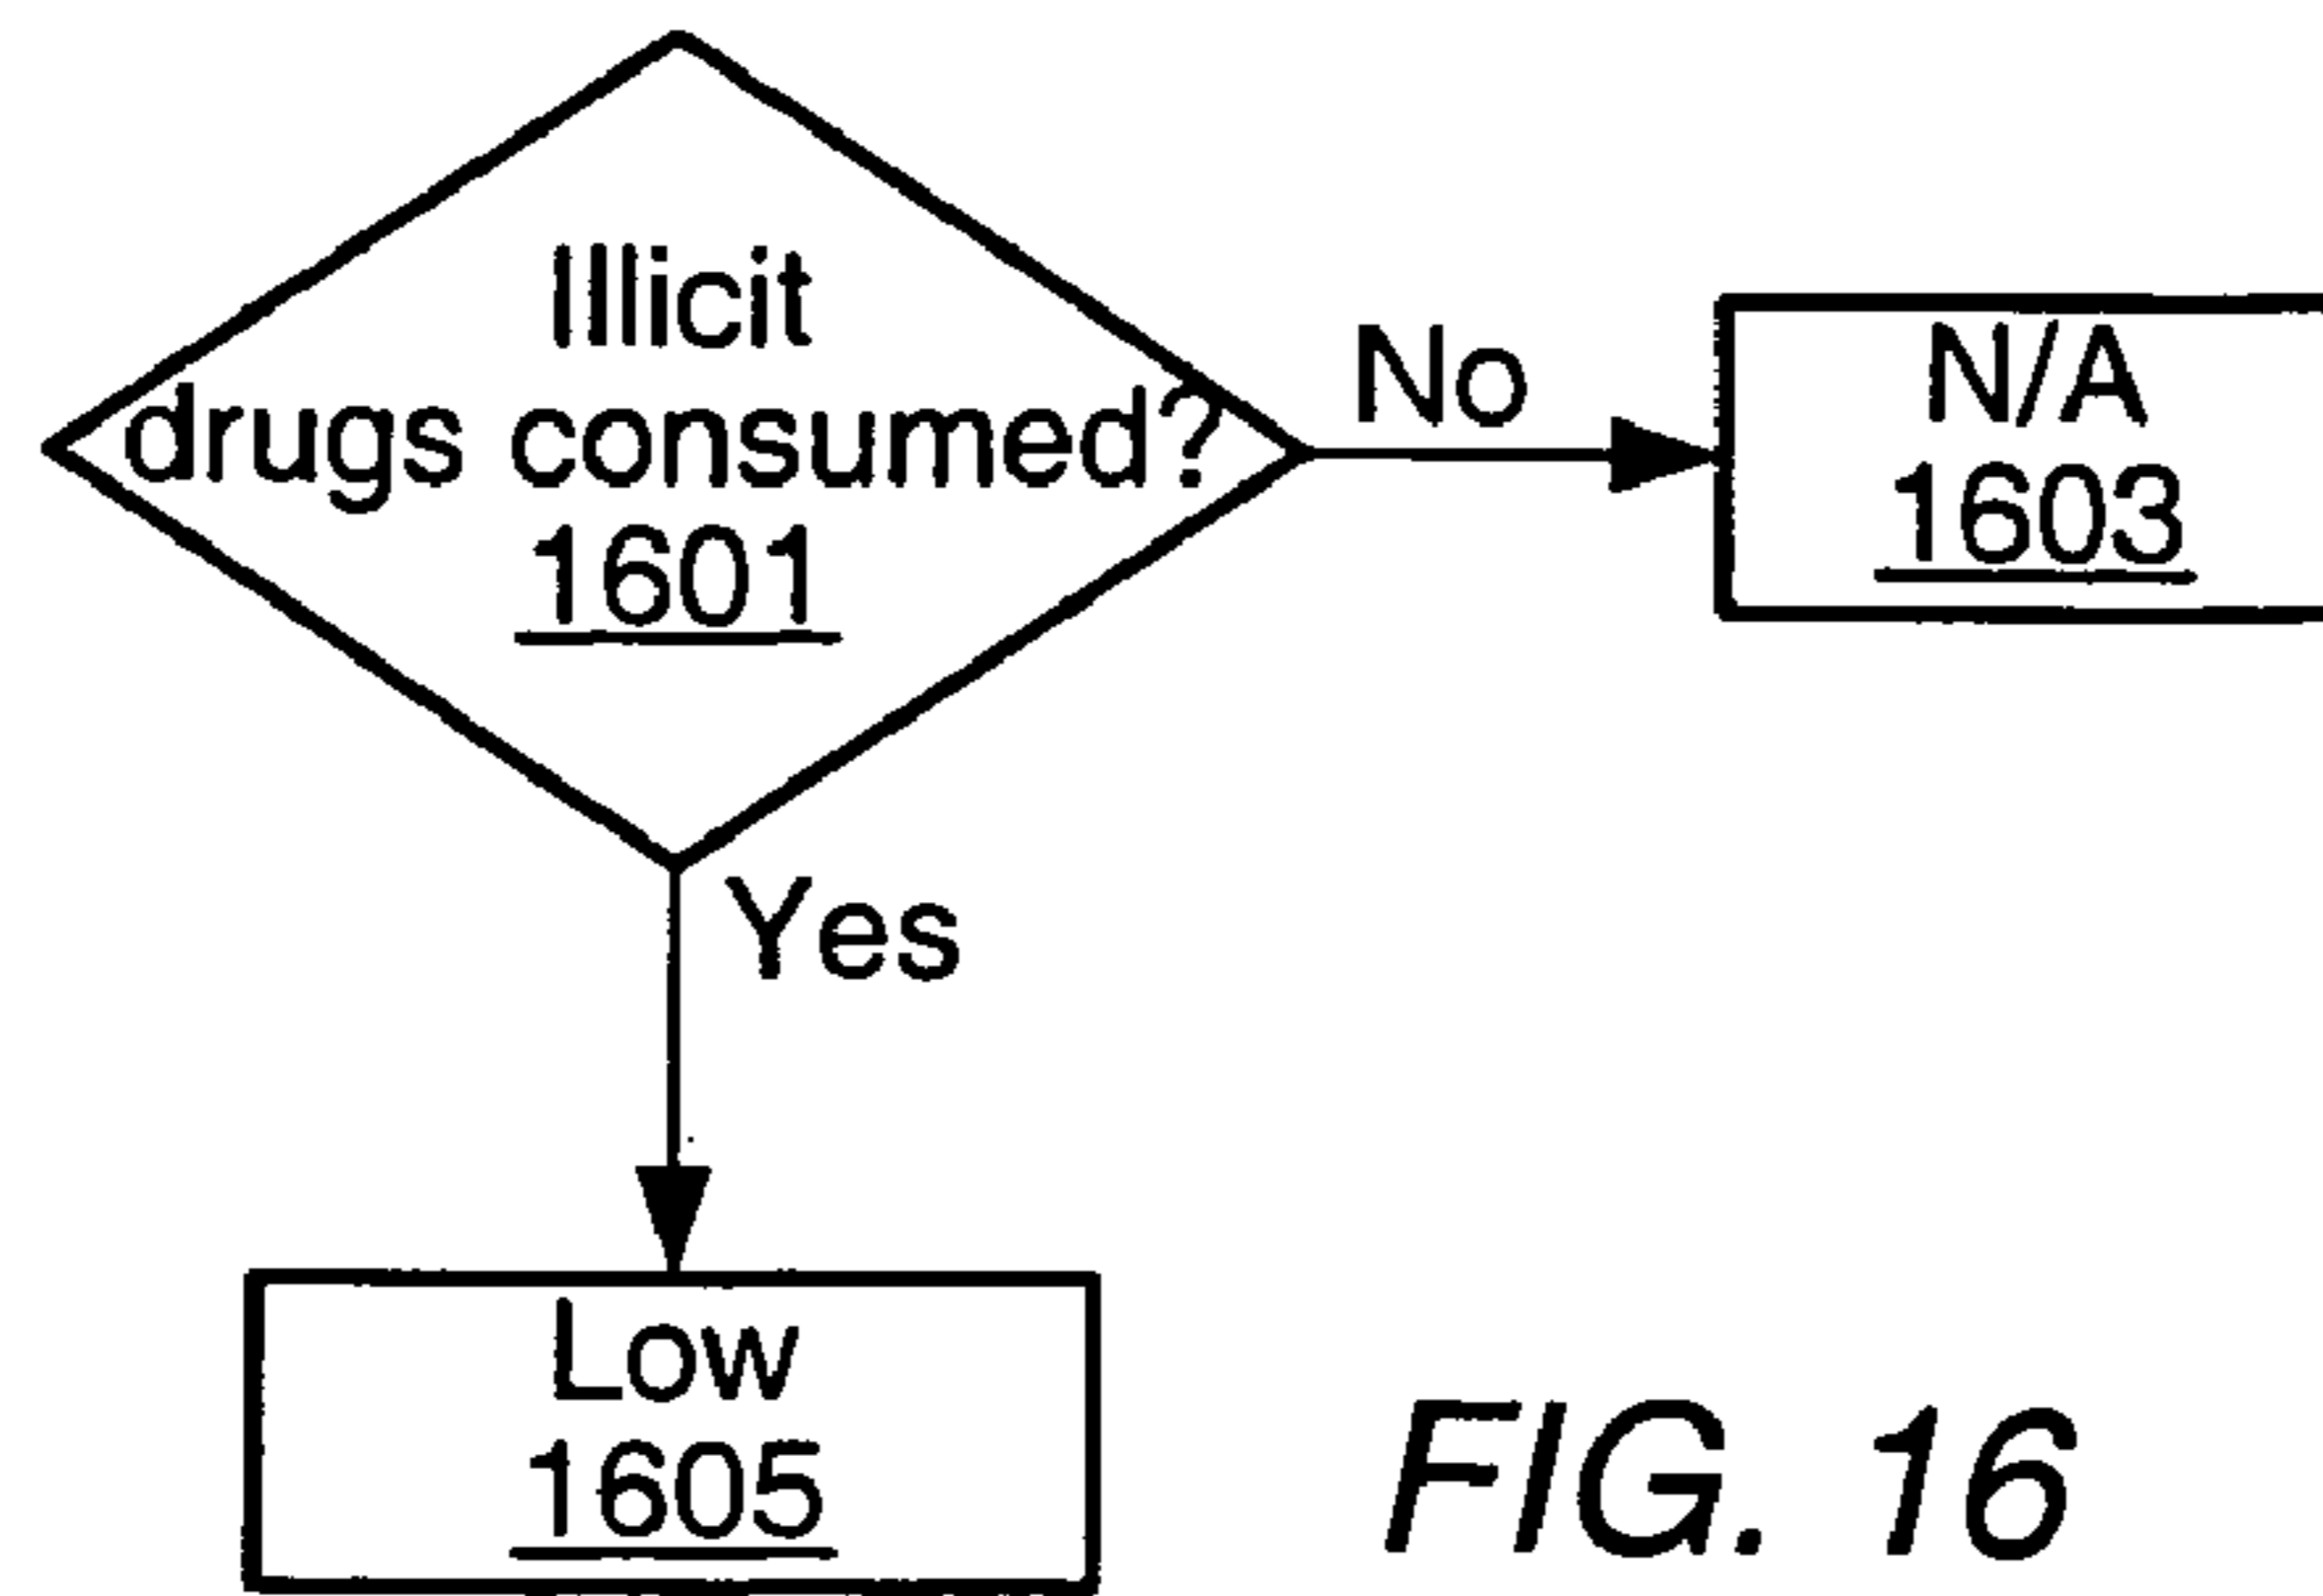 Illicit
drugs consumed?
1601
No
N/A
1603
Yes
Low
1605
FIG. 16